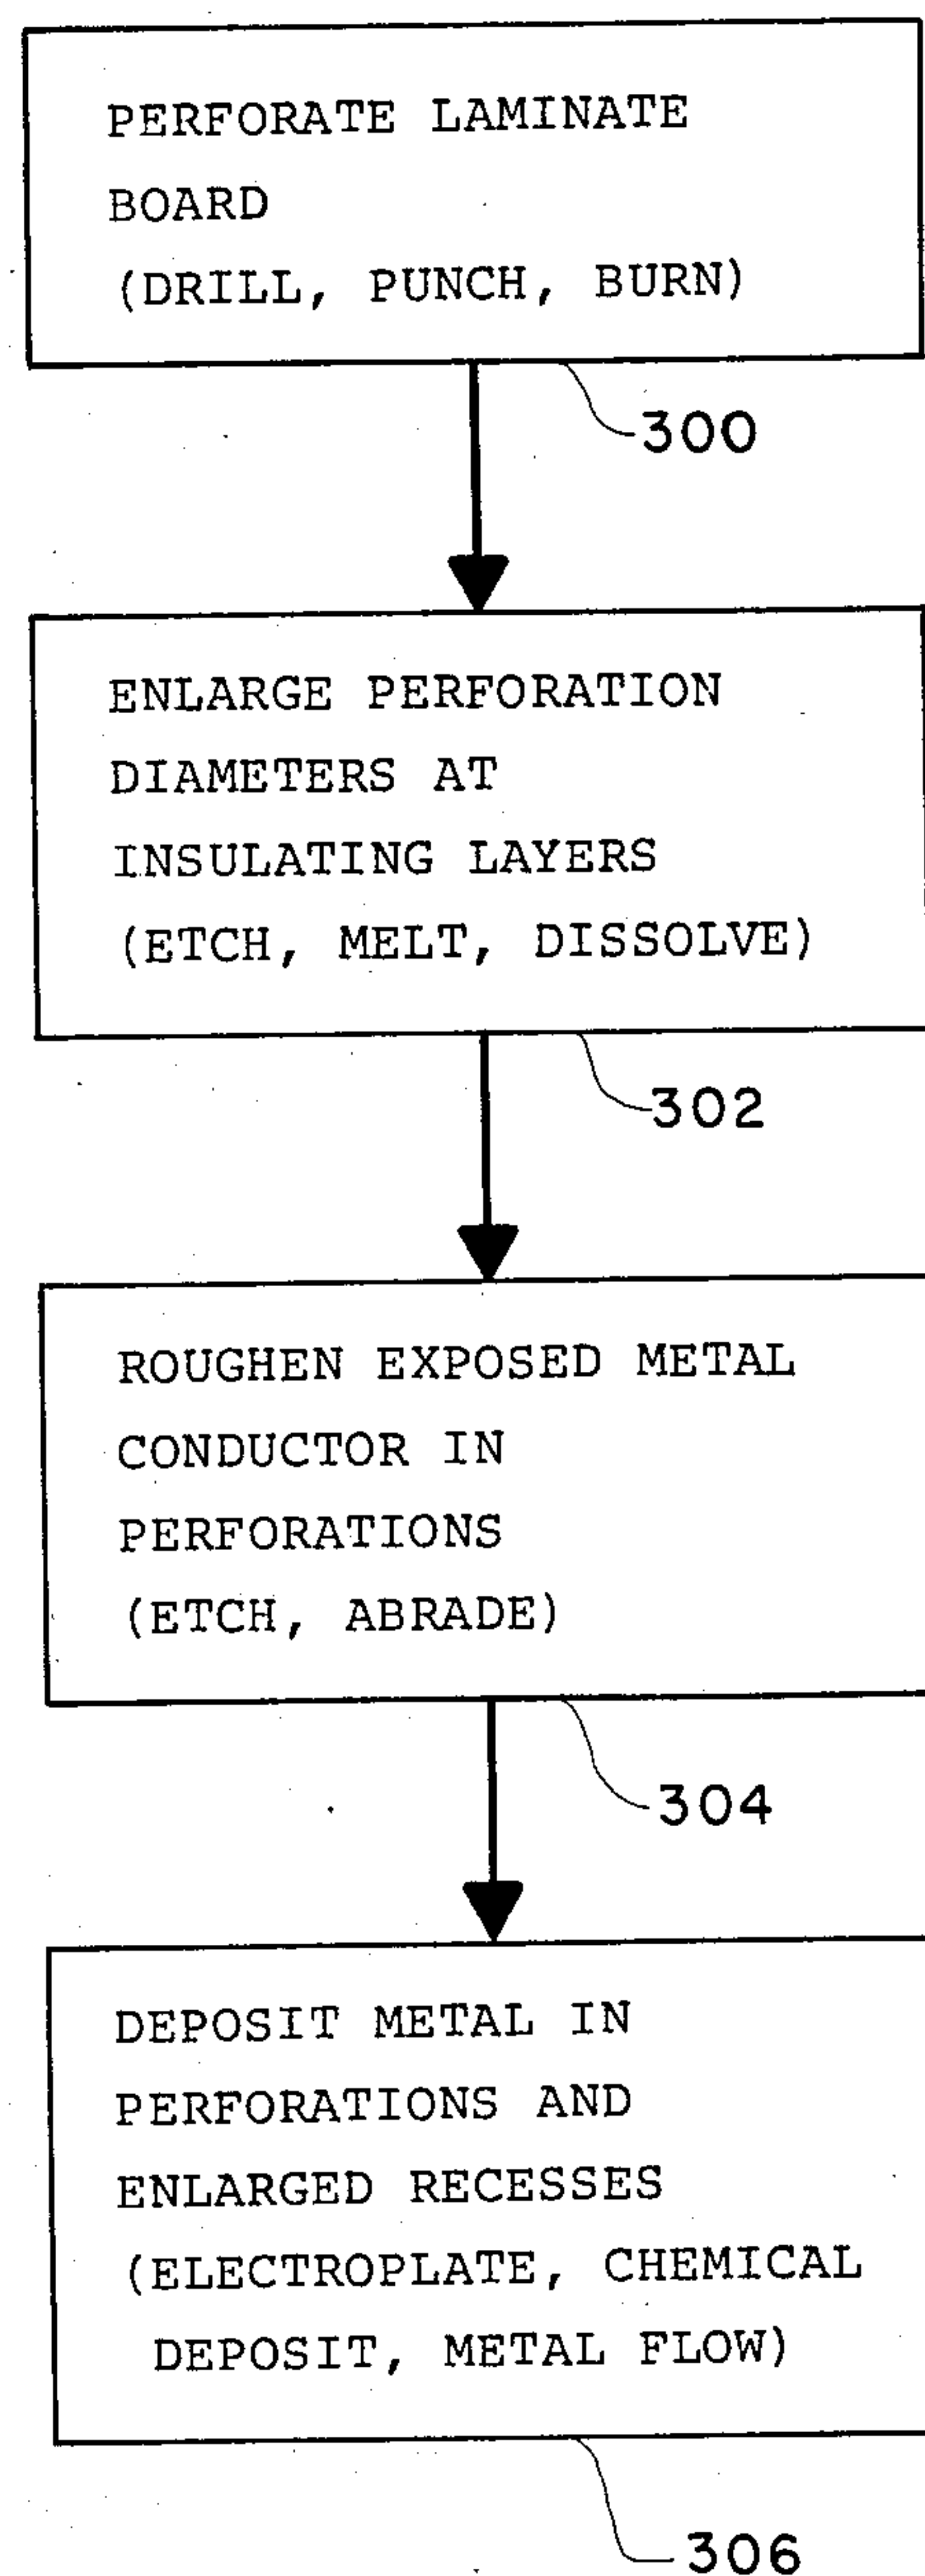 PERFORATE LAMINATE
BOARD
(DRILL, PUNCH, BURN)
300
ENLARGE PERFORATION
DIAMETERS AT
INSULATING LAYERS
(ETCH, MELT, DISSOLVE)
302
ROUGHEN EXPOSED METAL
CONDUCTOR IN
PERFORATIONS
(ETCH, ABRADE)
304
DEPOSIT METAL IN
PERFORATIONS AND
ENLARGED RECESSES
(ELECTROPLATE, CHEMICAL
DEPOSIT, METAL FLOW)
306